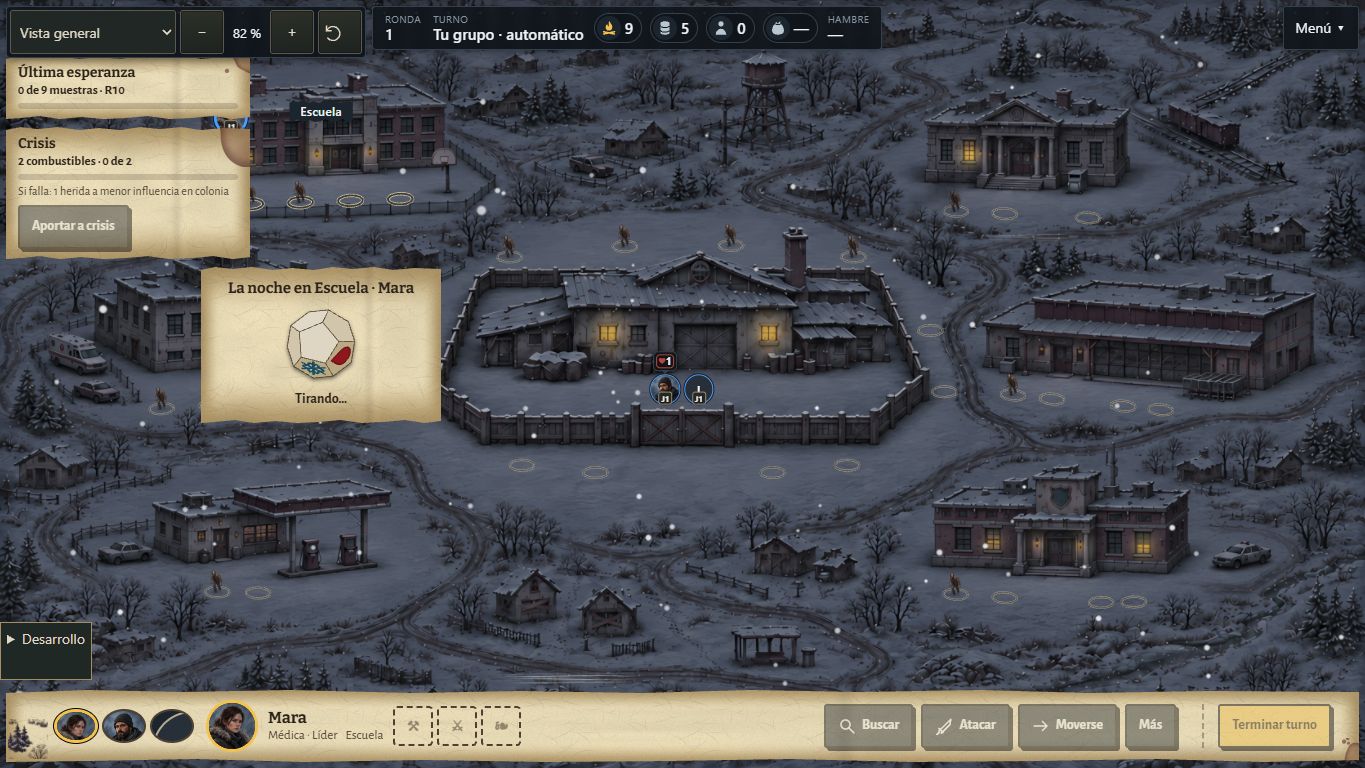 Vista general
−
82 %
+
RONDA
1
TURNO
Tu grupo · automático
9
5
0
—
HAMBRE
—
Menú ▾
Última esperanza
0 de 9 muestras · R10
Escuela
Crisis
2 combustibles · 0 de 2
Si falla: 1 herida a menor influencia en colonia
Aportar a crisis
La noche en Escuela · Mara
Tirando...
1
J1
I
J1
▶ Desarrollo
Mara
Médica · Líder Escuela
Buscar
Atacar
Moverse
Más
Terminar turno